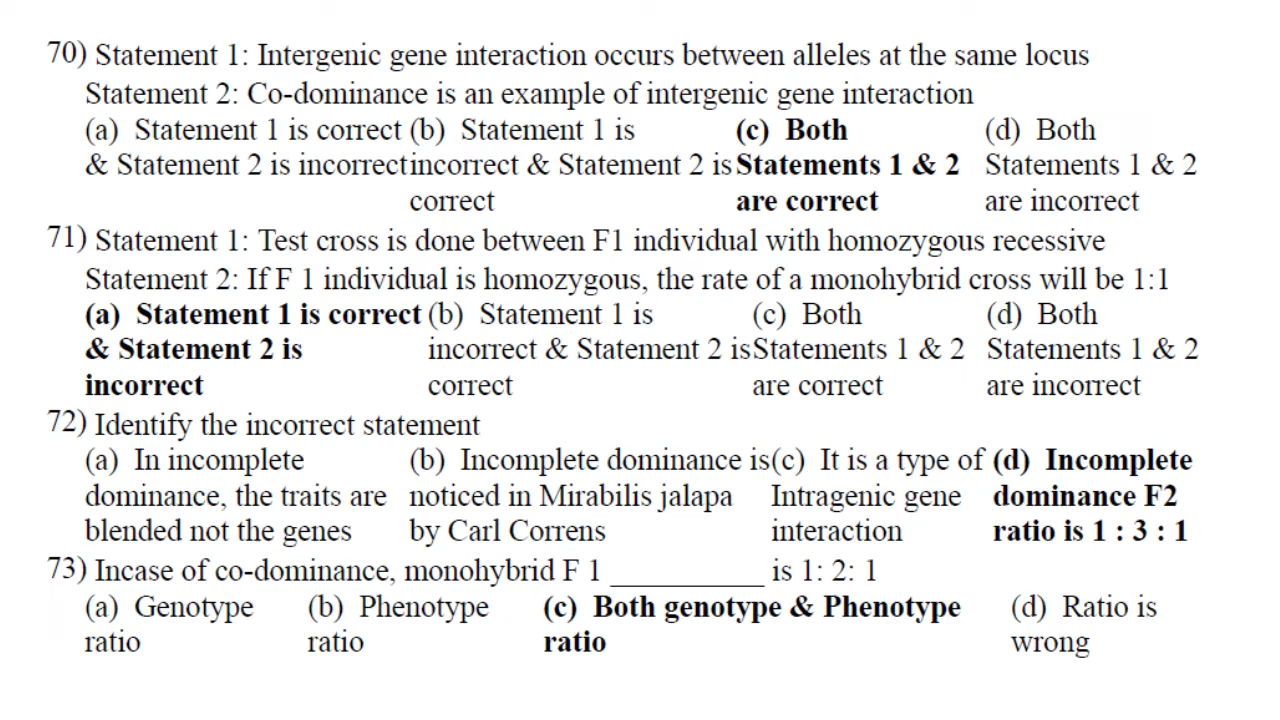 70) Statement 1: Intergenic gene interaction occurs between alleles at the same locus
Statement 2: Co-dominance is an example of intergenic gene interaction
(a) Statement 1 is correct (b) Statement 1 is (c) Both (d) Both
& Statement 2 is incorrect incorrect & Statement 2 is Statements 1 & 2 Statements 1 & 2
correct are correct are incorrect
71) Statement 1: Test cross is done between F1 individual with homozygous recessive
Statement 2: If F 1 individual is homozygous, the rate of a monohybrid cross will be 1:1
(a) Statement 1 is correct (b) Statement 1 is (c) Both (d) Both
& Statement 2 is incorrect & Statement 2 is Statements 1 & 2 Statements 1 & 2
incorrect correct are correct are incorrect
72) Identify the incorrect statement
(a) In incomplete (b) Incomplete dominance is (c) It is a type of (d) Incomplete
dominance, the traits are noticed in Mirabilis jalapa Intragenic gene dominance F2
blended not the genes by Carl Correns interaction ratio is 1 : 3 : 1
73) Incase of co-dominance, monohybrid F 1 __________ is 1: 2: 1
(a) Genotype (b) Phenotype (c) Both genotype & Phenotype (d) Ratio is
ratio ratio ratio wrong